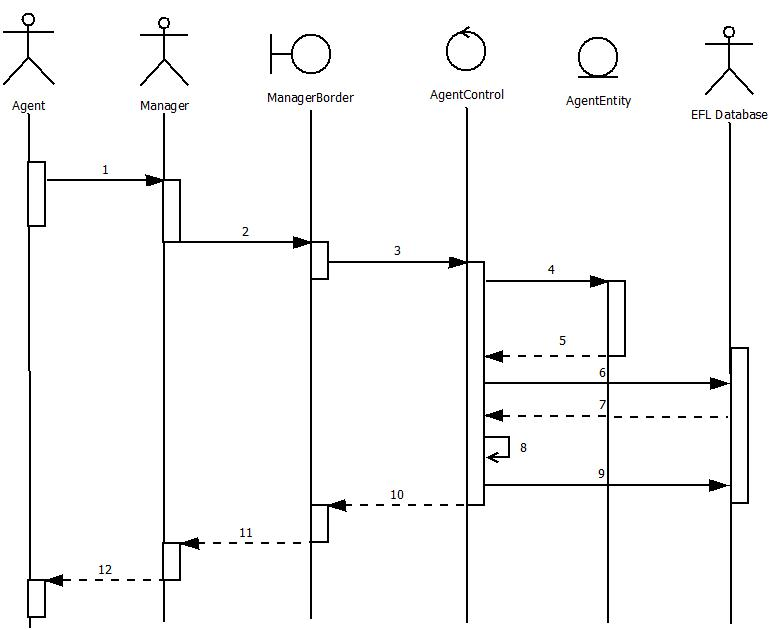 Agent
Manager
ManagerBorder
AgentControl
AgentEntity
EFL Database
1
2
3
4
5
6
7
8
9
10
11
12